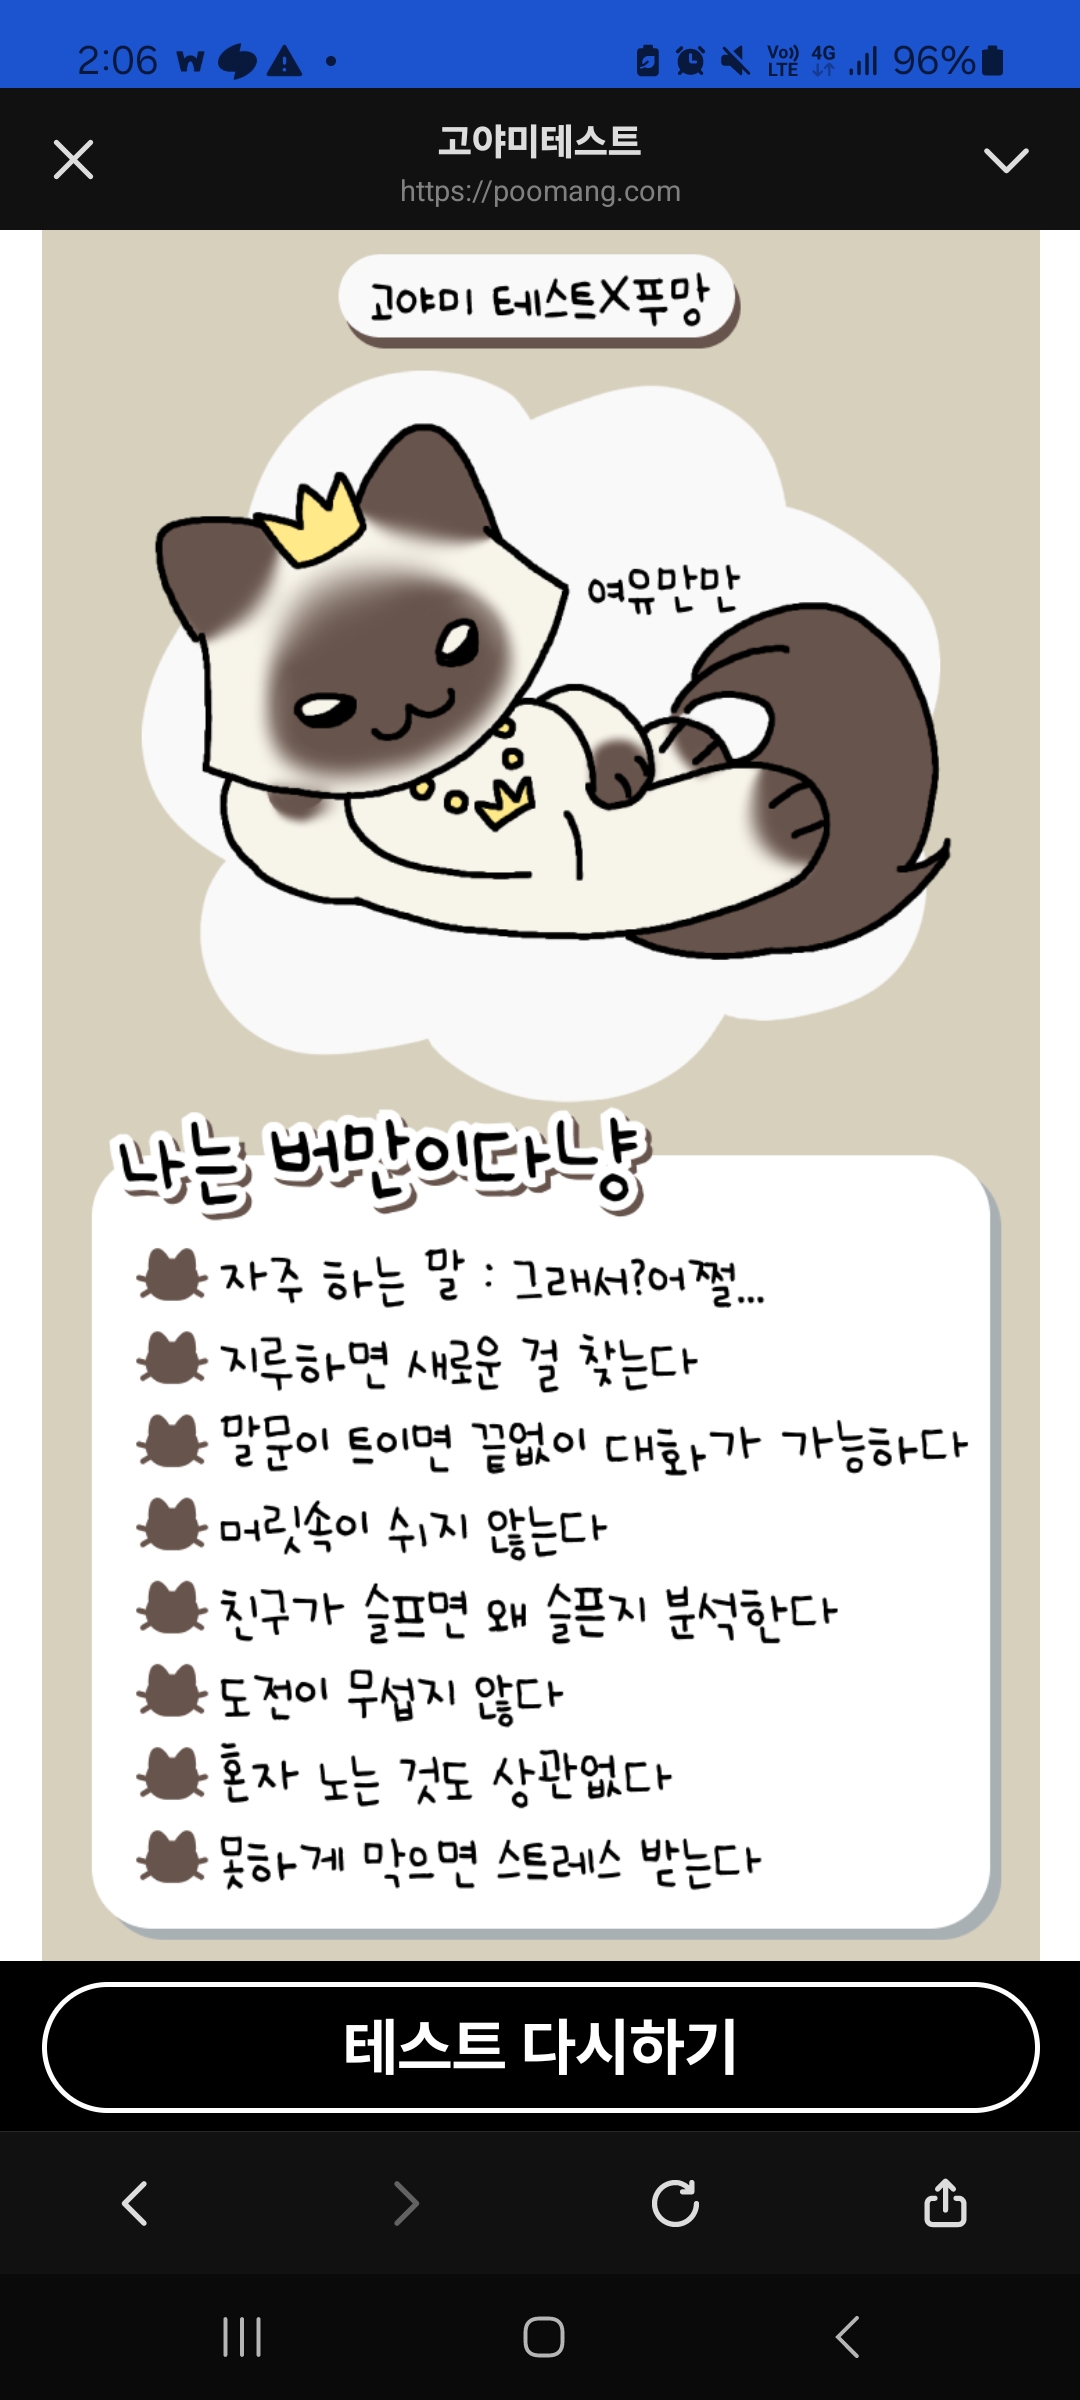 2:06
Vo)) LTE 4G 96%
고야미테스트
https://poomang.com
고야미 테스트X푸망
여유만만
나는 버만이다냥
자주 하는 말 : 그래서?어쩔...
지루하면 새로운 걸 찾는다
말문이 트이면 끝없이 대화가 가능하다
머릿속이 쉬지 않는다
친구가 슬프면 왜 슬픈지 분석한다
도전이 무섭지 않다
혼자 노는 것도 상관없다
못하게 막으면 스트레스 받는다
테스트 다시하기